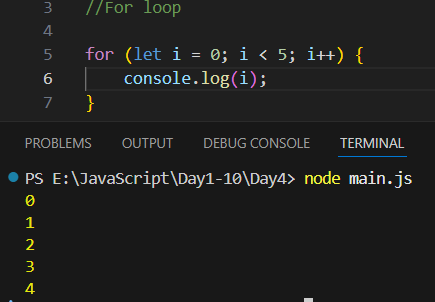 3 //For loop
4
5 for (let i = 0; i < 5; i++) {
6 console.log(i);
7 }
PROBLEMS OUTPUT DEBUG CONSOLE TERMINAL
PS E:\JavaScript\Day1-10\Day4> node main.js
0
1
2
3
4